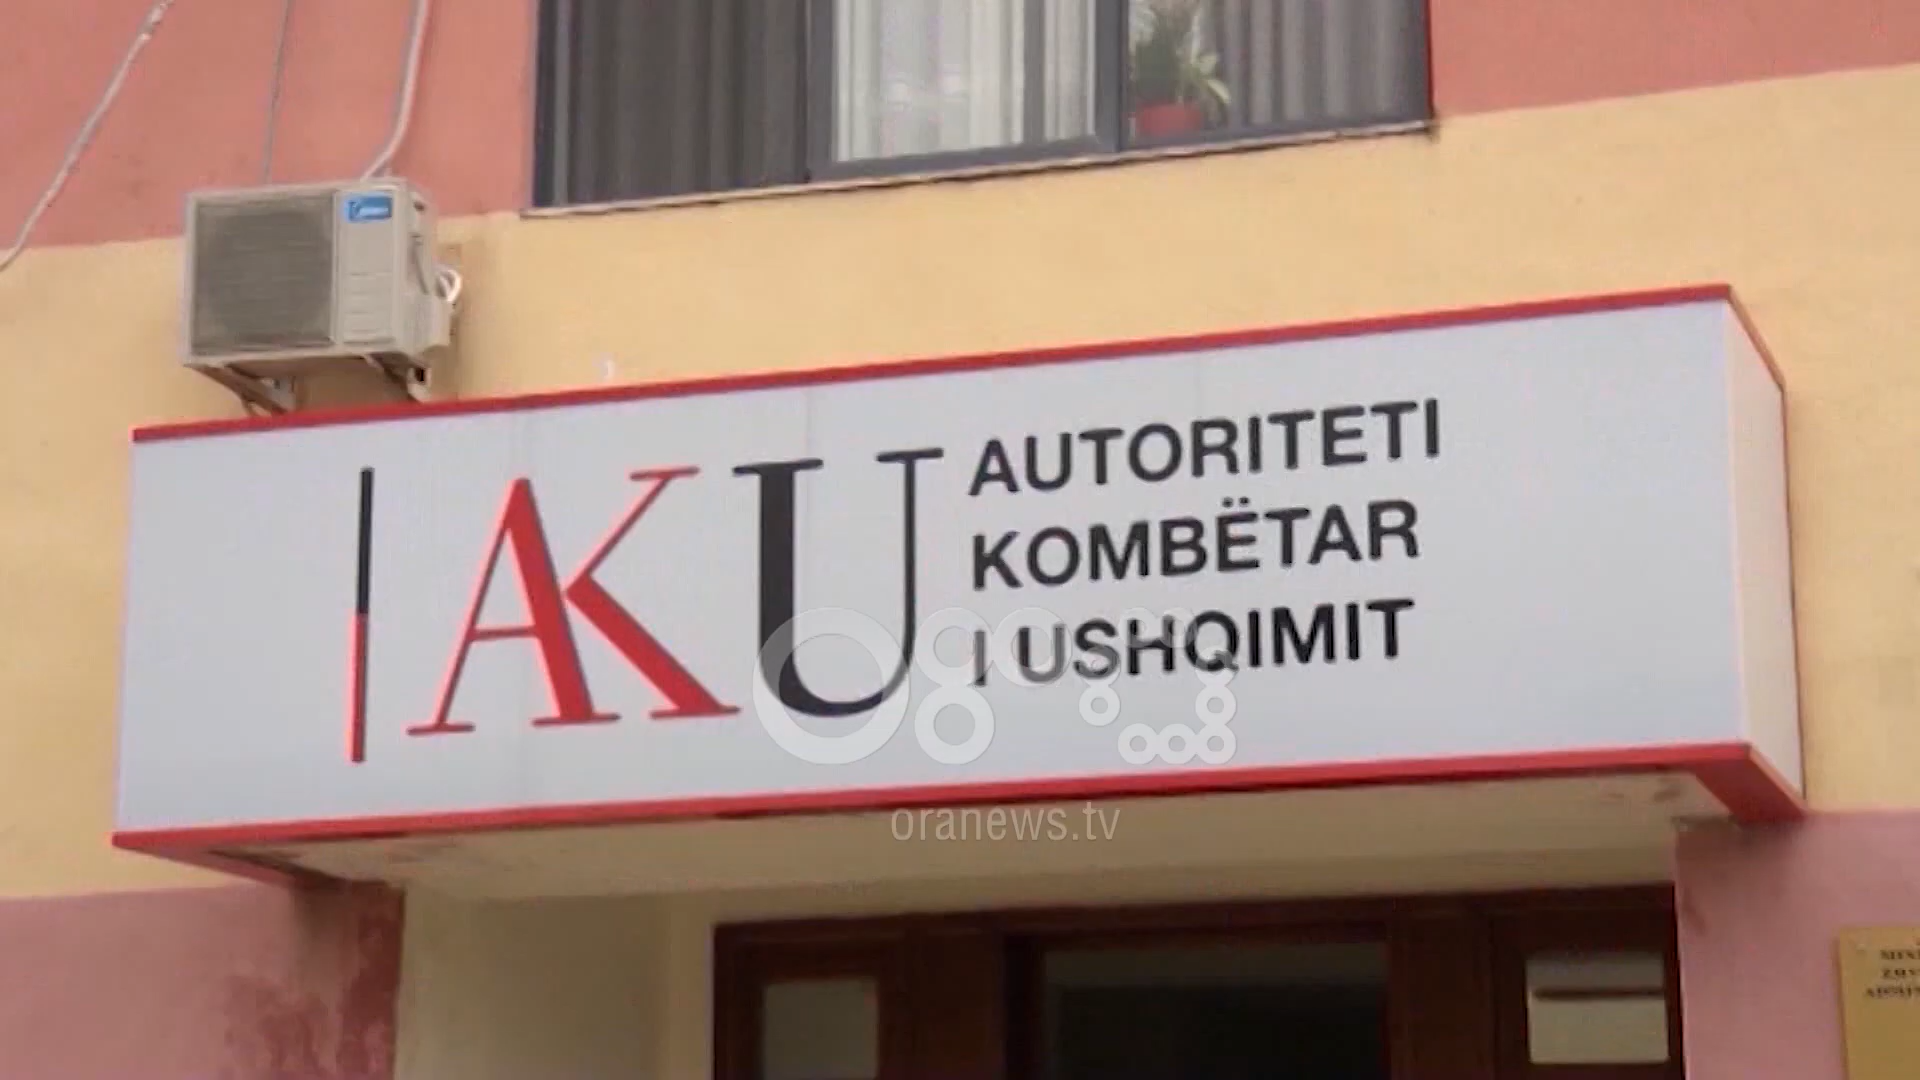 AKU
AUTORITETI
KOMBËTAR
I USHQIMIT
oranews.tv